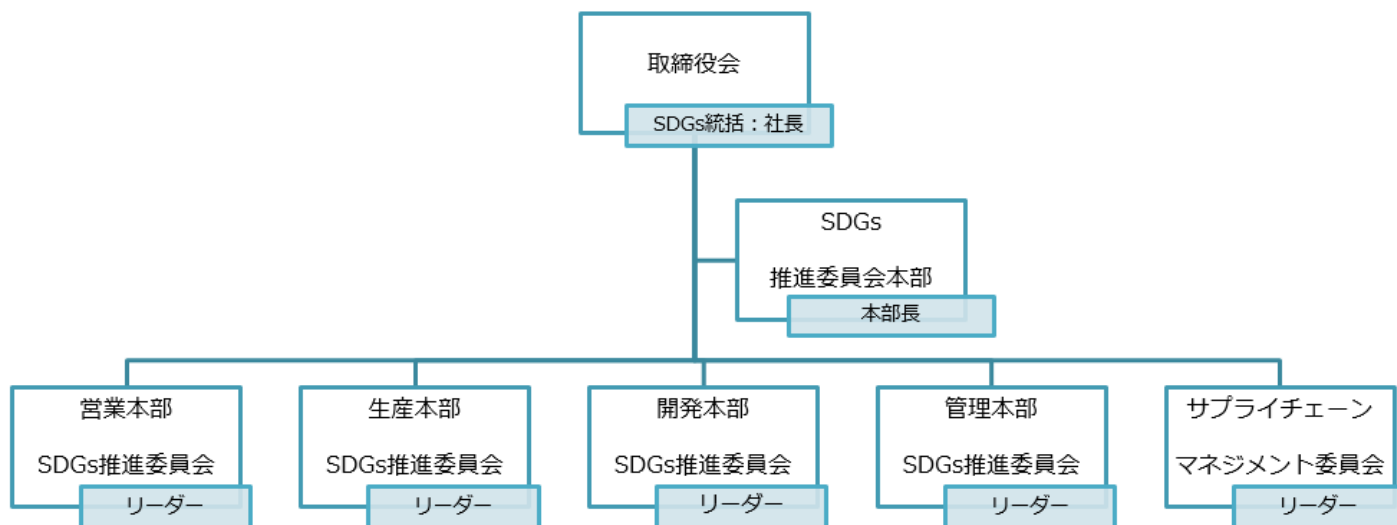 取締役会
SDGs統括：社長
SDGs
推進委員会本部
本部長
営業本部
SDGs推進委員会
リーダー
生産本部
SDGs推進委員会
リーダー
開発本部
SDGs推進委員会
リーダー
管理本部
SDGs推進委員会
リーダー
サプライチェーン
マネジメント委員会
リーダー